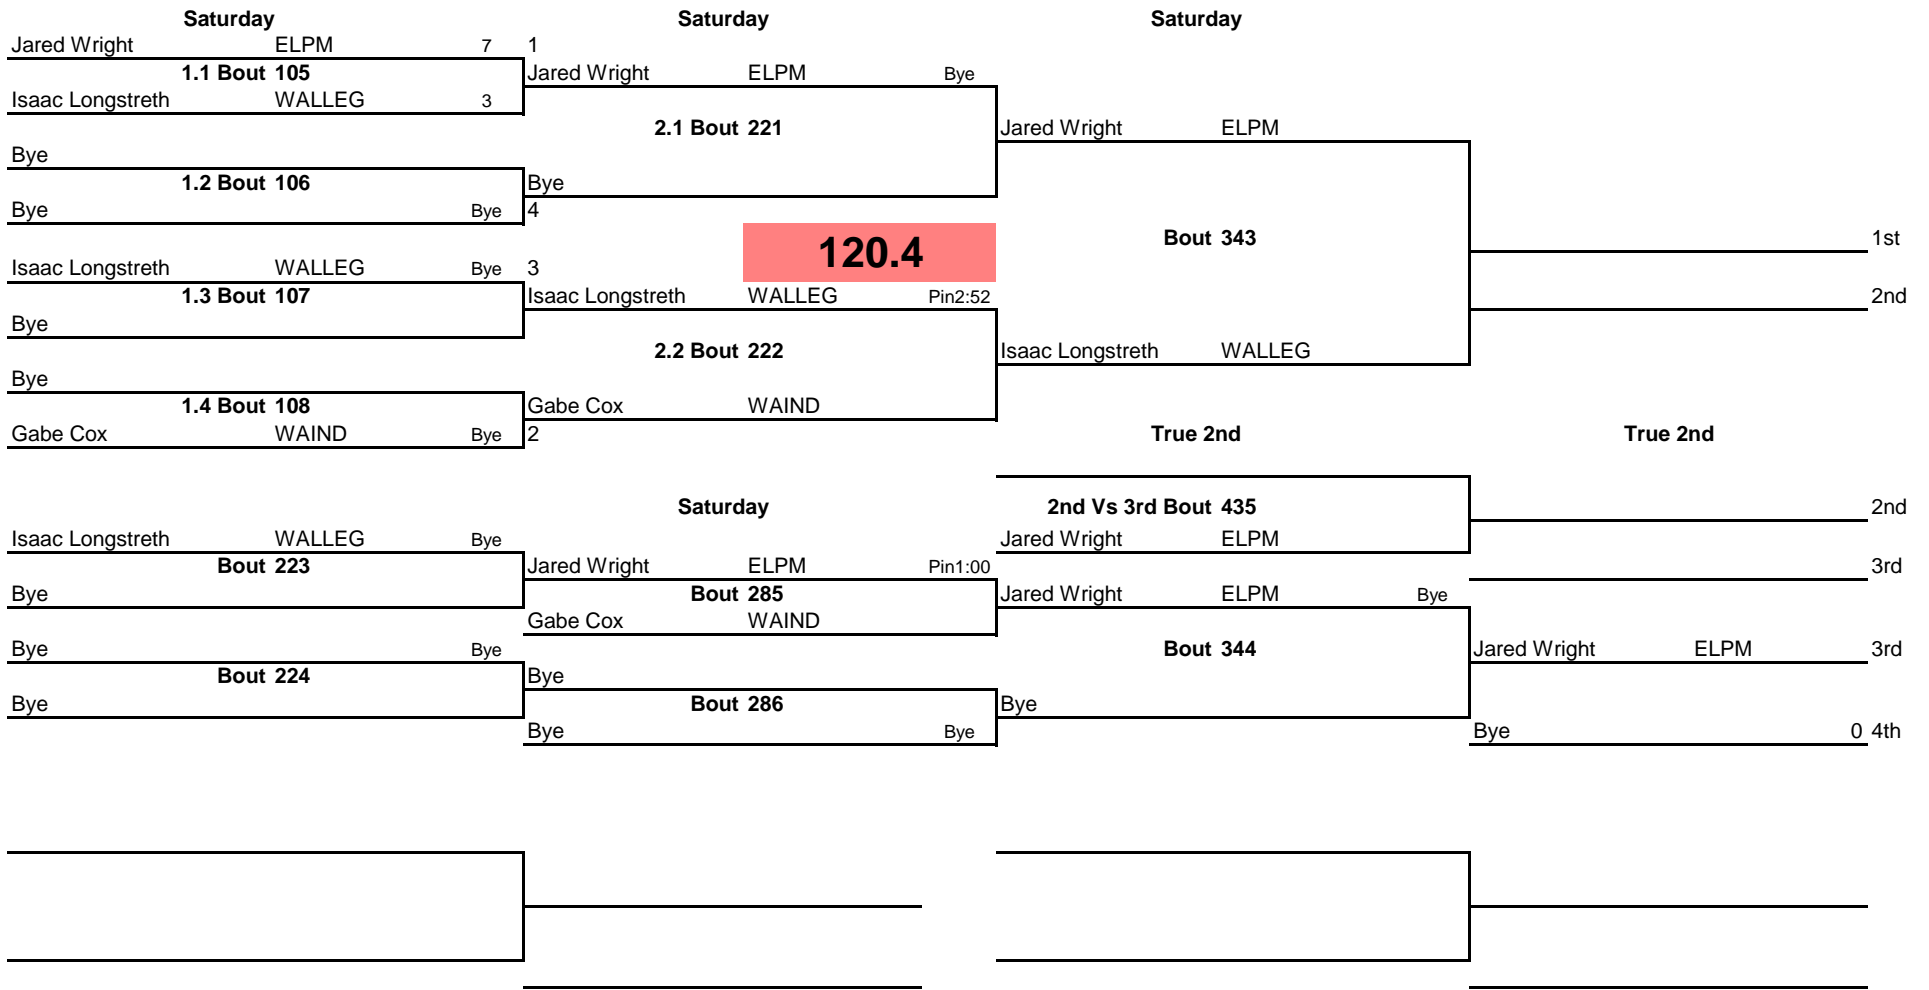 Saturday Saturday Saturday
Jared Wright ELPM 7 1
1.1 Bout 105 Jared Wright ELPM Bye
Isaac Longstreth WALLEG 3
2.1 Bout 221 Jared Wright ELPM
Bye
1.2 Bout 106 Bye
Bye Bye 4
120.4 Bout 343 1st
Isaac Longstreth WALLEG Bye 3
1.3 Bout 107 Isaac Longstreth WALLEG Pin2:52 2nd
Bye
2.2 Bout 222 Isaac Longstreth WALLEG
Bye
1.4 Bout 108 Gabe Cox WAIND
Gabe Cox WAIND Bye 2 True 2nd True 2nd
Saturday 2nd Vs 3rd Bout 435 2nd
Isaac Longstreth WALLEG Bye Jared Wright ELPM
Bout 223 Jared Wright ELPM Pin1:00 3rd
Bye Bout 285 Jared Wright ELPM Bye
Gabe Cox WAIND
Bye Bye Bout 344 Jared Wright ELPM 3rd
Bout 224 Bye
Bye Bout 286 Bye
Bye Bye Bye 0 4th